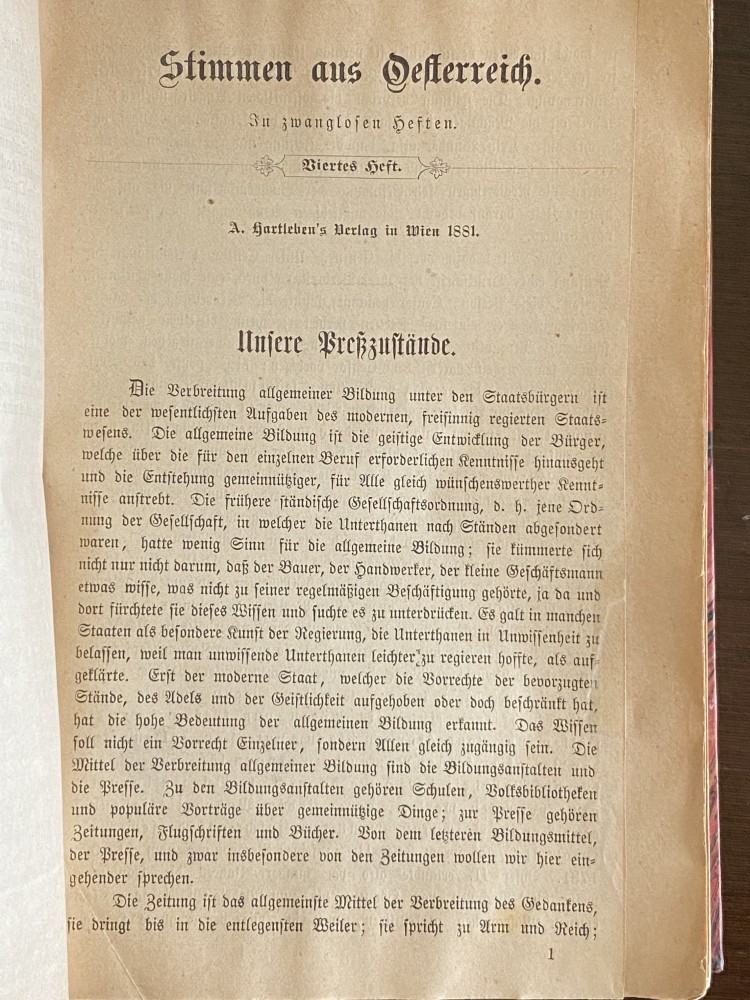 Stimmen aus Oesterreich.
In zwanglosen Heften.
Viertes Heft.
A. Hartleben's Verlag in Wien 1881.
Unsere Preßzustände.
Die Verbreitung allgemeiner Bildung unter den Staatsbürgern ist
eine der wesentlichsten Aufgaben des modernen, freisinnig regierten Staats-
wesens. Die allgemeine Bildung ist die geistige Entwicklung der Bürger,
welche über die für den einzelnen Beruf erforderlichen Kenntnisse hinausgeht
und die Entstehung gemeinnütziger, für Alle gleich wünschenswerther Kennt-
nisse anstrebt. Die frühere ständische Gesellschaftsordnung, d. h. jene Ord-
nung der Gesellschaft, in welcher die Unterthanen nach Ständen abgesondert
waren, hatte wenig Sinn für die allgemeine Bildung; sie kümmerte sich
nicht nur nicht darum, daß der Bauer, der Handwerker, der kleine Geschäftsmann
etwas wisse, was nicht zu seiner regelmäßigen Beschäftigung gehörte, ja da und
dort fürchtete sie dieses Wissen und suchte es zu unterdrücken. Es galt in manchen
Staaten als besondere Kunst der Regierung, die Unterthanen in Unwissenheit zu
belassen, weil man unwissende Unterthanen leichter zu regieren hoffte, als auf-
geklärte. Erst der moderne Staat, welcher die Vorrechte der bevorzugten
Stände, des Adels und der Geistlichkeit aufgehoben oder doch beschränkt hat,
hat die hohe Bedeutung der allgemeinen Bildung erkannt. Das Wissen
soll nicht ein Vorrecht Einzelner, sondern Allen gleich zugängig sein. Die
Mittel der Verbreitung allgemeiner Bildung sind die Bildungsanstalten und
die Presse. Zu den Bildungsanstalten gehören Schulen, Volksbibliotheken
und populäre Vorträge über gemeinnützige Dinge; zur Presse gehören
Zeitungen, Flugschriften und Bücher. Von dem letzteren Bildungsmittel,
der Presse, und zwar insbesondere von den Zeitungen wollen wir hier ein-
gehender sprechen.
Die Zeitung ist das allgemeinste Mittel der Verbreitung des Gedankens,
sie dringt bis in die entlegensten Weiler; sie spricht zu Arm und Reich;
1